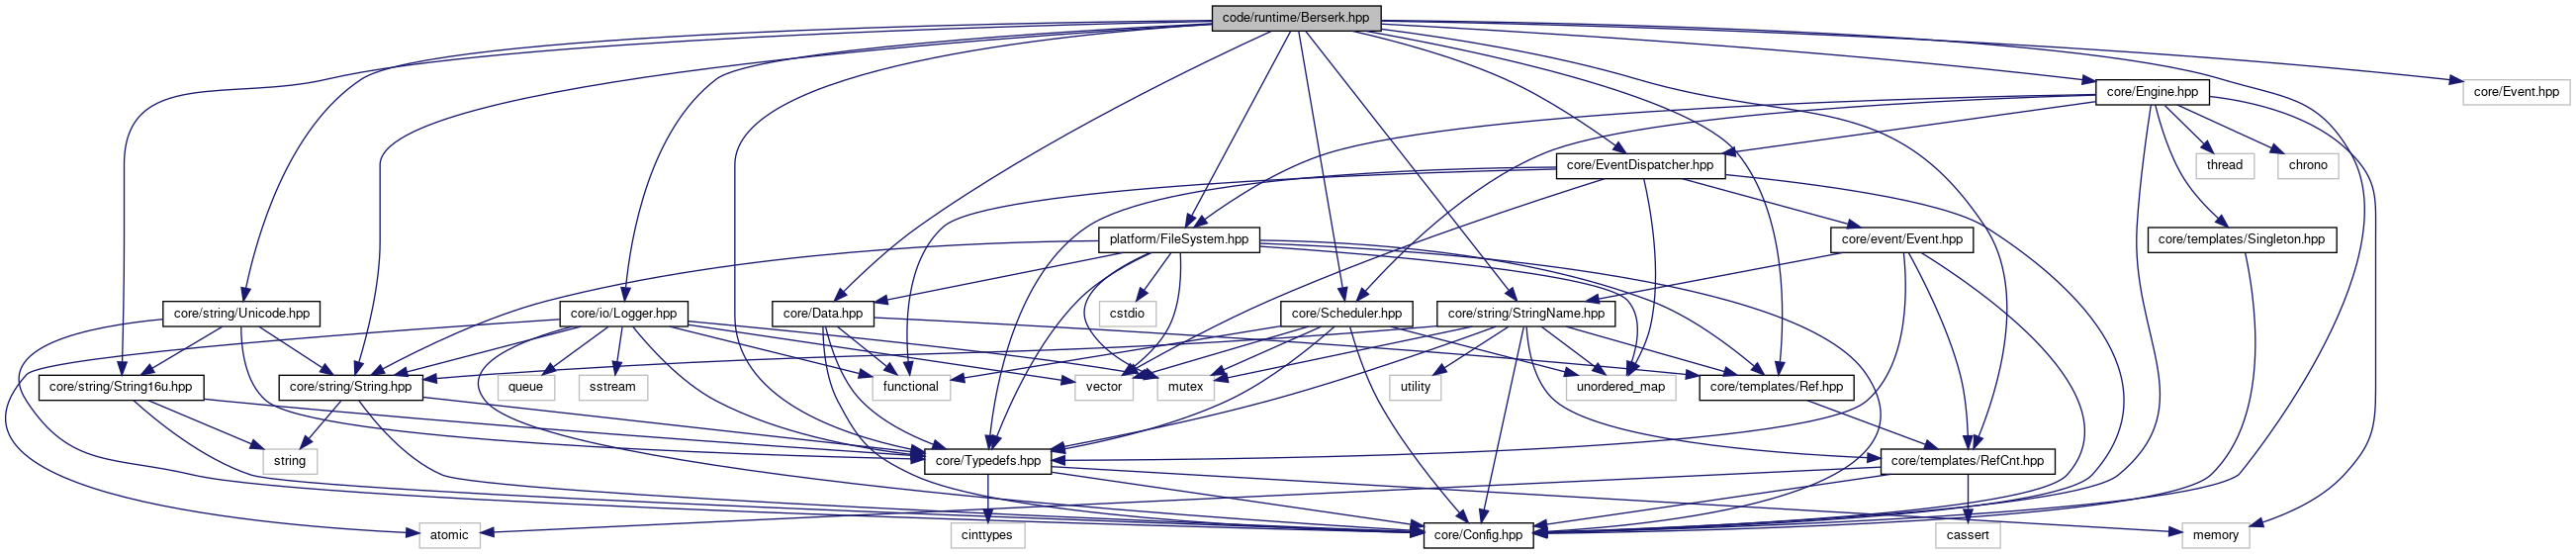 code/runtime/Berserk.hpp
core/Engine.hpp
core/Event.hpp
core/EventDispatcher.hpp
thread
chrono
platform/FileSystem.hpp
core/event/Event.hpp
core/templates/Singleton.hpp
core/string/Unicode.hpp
core/io/Logger.hpp
core/Data.hpp
cstdio
core/Scheduler.hpp
core/string/StringName.hpp
core/string/String16u.hpp
core/string/String.hpp
queue
sstream
functional
vector
mutex
utility
unordered_map
core/templates/Ref.hpp
string
core/Typedefs.hpp
core/templates/RefCnt.hpp
atomic
cinttypes
core/Config.hpp
cassert
memory